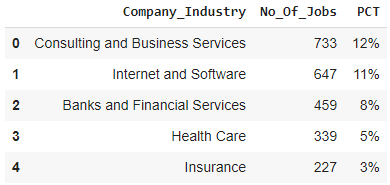 Company_Industry No_Of_Jobs PCT
0 Consulting and Business Services 733 12%
1 Internet and Software 647 11%
2 Banks and Financial Services 459 8%
3 Health Care 339 5%
4 Insurance 227 3%